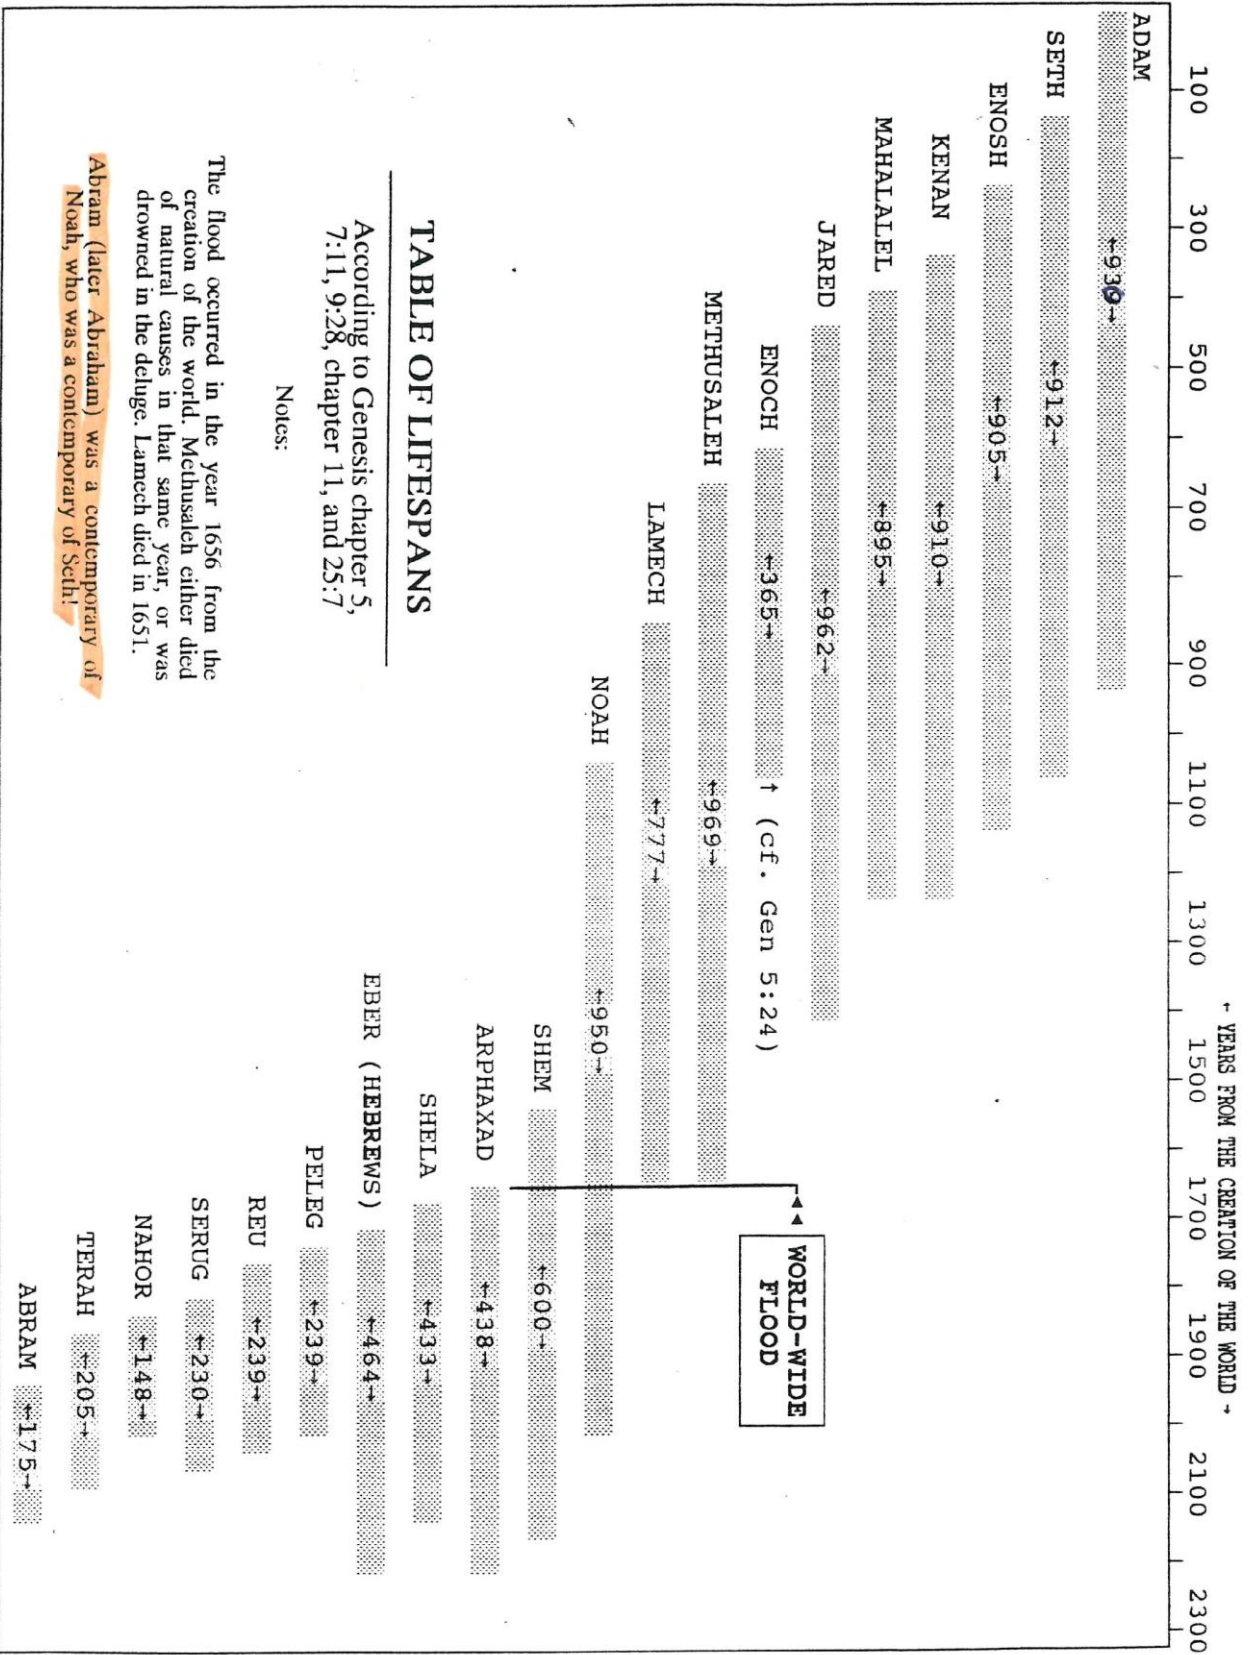 ← YEARS FROM THE CREATION OF THE WORLD →
100 300 500 700 900 1100 1300 1500 1700 1900 2100 2300
ADAM ←930→
SETH ←912→
ENOSH ←905→
KENAN ←910→
MAHALALEL ←895→
JARED ←962→
ENOCH ←365→ ↑ (cf. Gen 5:24)
METHUSALEH ←969→
LAMECH ←777→
NOAH ←950→
SHEM ←600→
ARPHAXAD ←438→
SHELA ←433→
EBER (HEBREWS) ←464→
PELEG ←239→
REU ←239→
SERUG ←230→
NAHOR ←148→
TERAH ←205→
ABRAM ←175→
WORLD-WIDE
FLOOD
TABLE OF LIFESPANS
According to Genesis chapter 5,
7:11, 9:28, chapter 11, and 25:7
Notes:
The flood occurred in the year 1656 from the
creation of the world. Methusaleh either died
of natural causes in that same year, or was
drowned in the deluge. Lamech died in 1651.
Abram (later Abraham) was a contemporary of
Noah, who was a contemporary of Seth!